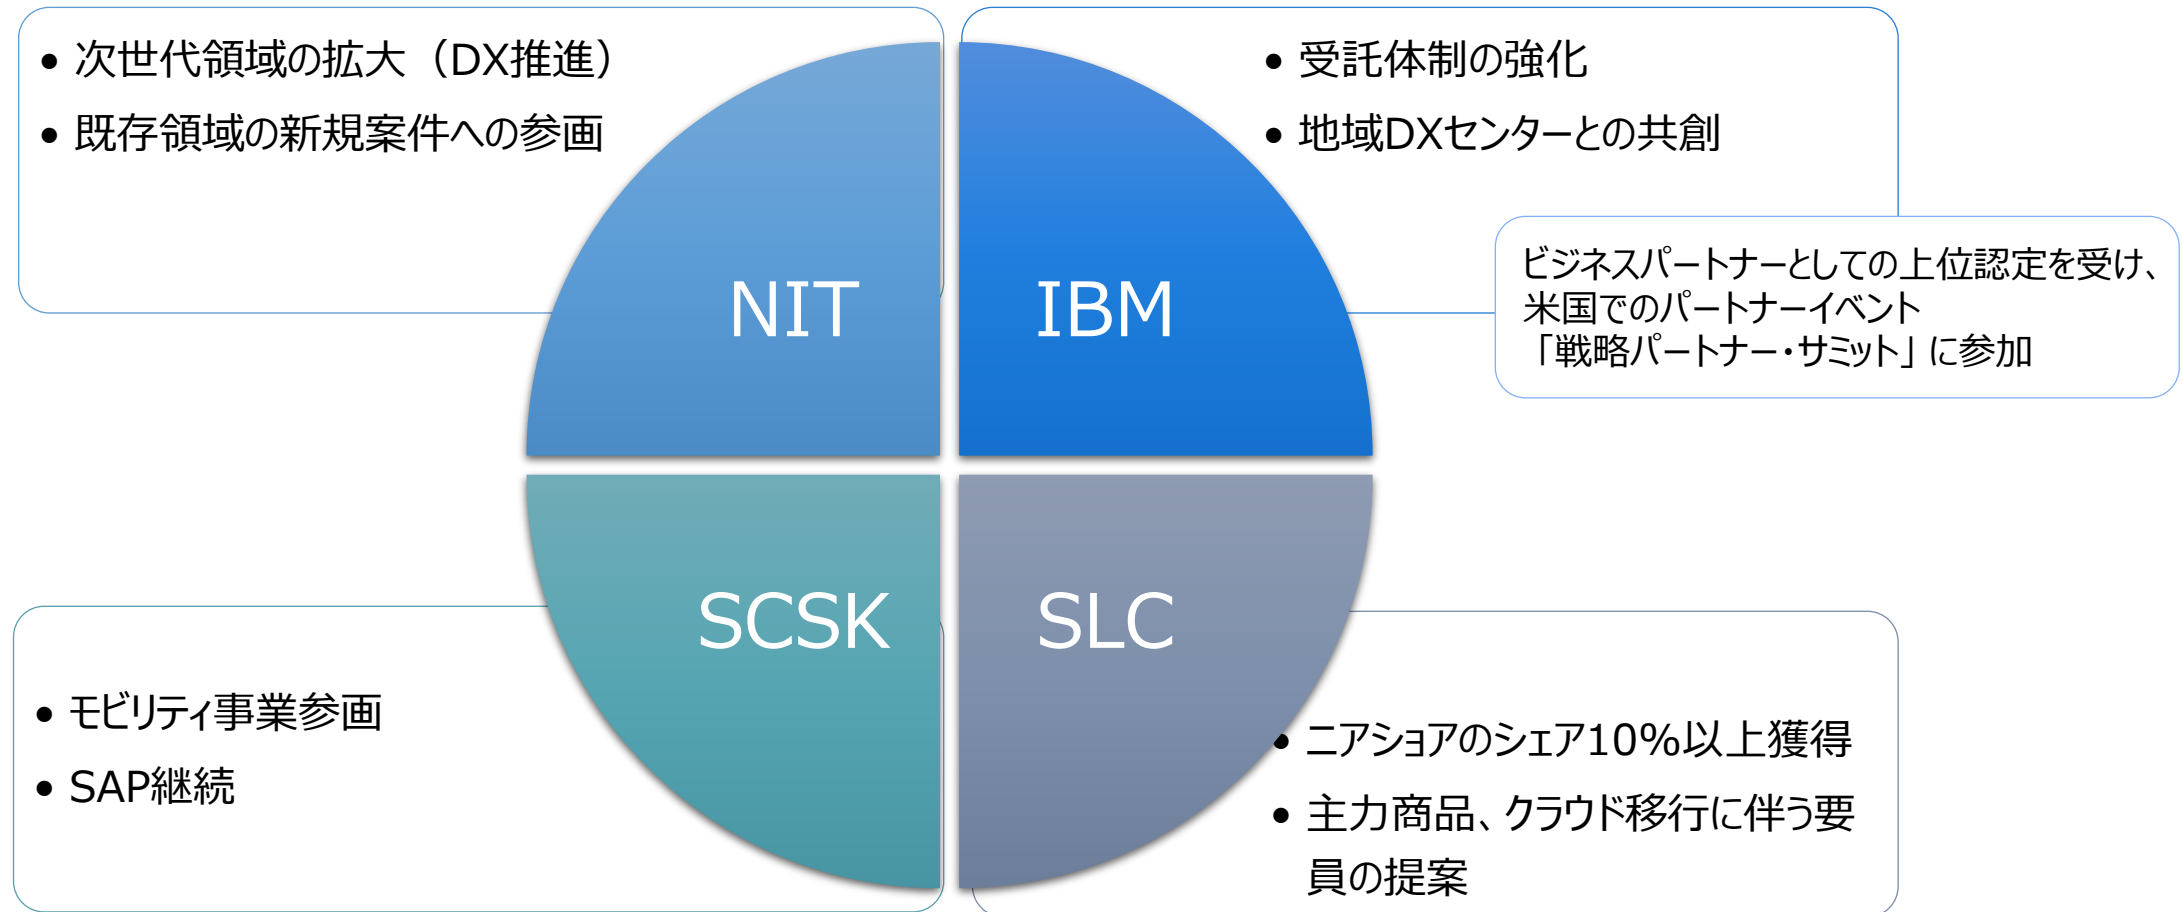 • 次世代領域の拡大（DX推進）
• 既存領域の新規案件への参画
NIT
• 受託体制の強化
• 地域DXセンターとの共創
IBM
ビジネスパートナーとしての上位認定を受け、
米国でのパートナーイベント
「戦略パートナー・サミット」に参加
SCSK
• モビリティ事業参画
• SAP継続
SLC
• ニアショアのシェア10%以上獲得
• 主力商品、クラウド移行に伴う要
員の提案